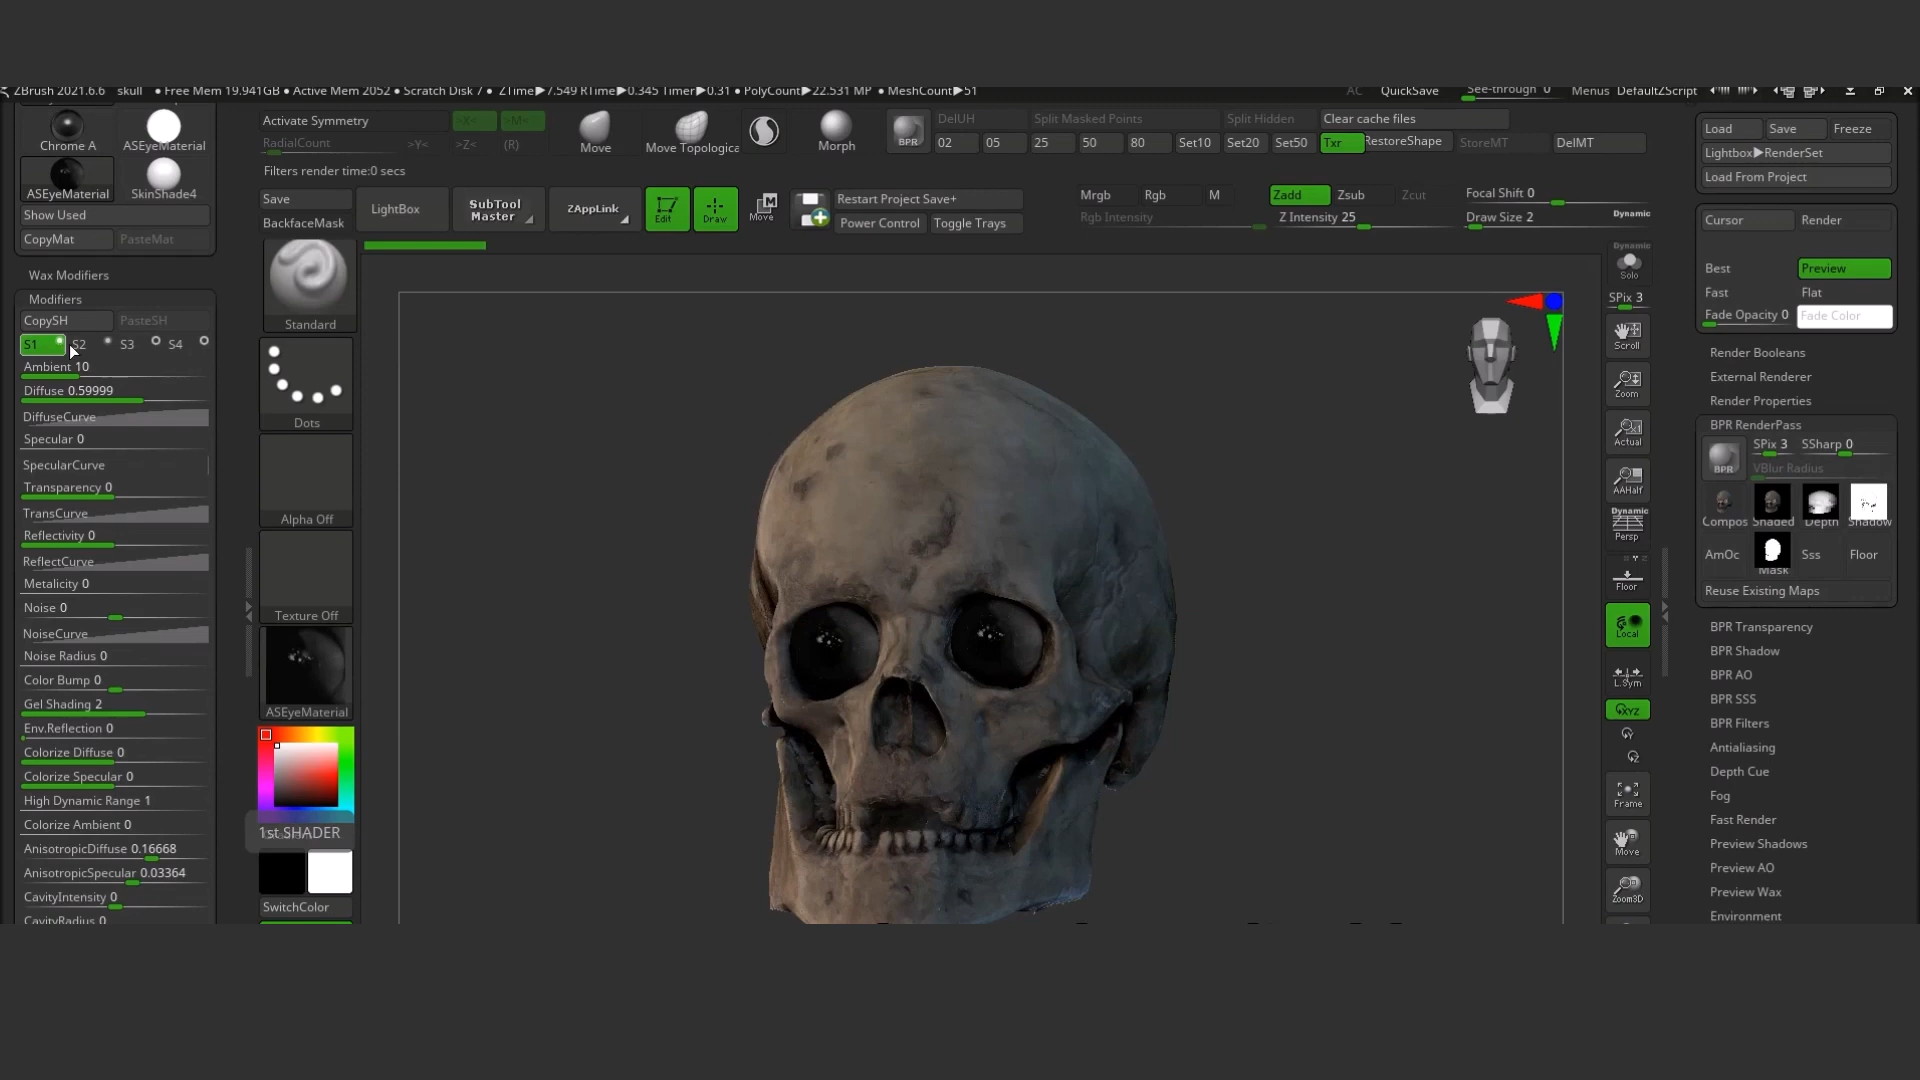 ZBrush 2021.6.6 skull • Free Mem 19.941GB • Active Mem 2052 • Scratch Disk 7 • ZTime▶7.549 RTime▶0.345 Timer▶0.31 • PolyCount▶22.531 MP • MeshCount▶51
AC QuickSave See-through 0 Menus DefaultZScript
Chrome A ASEyeMaterial
ASEyeMaterial SkinShade4
Show Used
CopyMat PasteMat
Wax Modifiers
Modifiers
CopySH PasteSH
S1 S2 S3 S4
Ambient 10
Diffuse 0.59999
DiffuseCurve
Specular 0
SpecularCurve
Transparency 0
TransCurve
Reflectivity 0
ReflectCurve
Metalicity 0
Noise 0
NoiseCurve
Noise Radius 0
Color Bump 0
Gel Shading 2
Env.Reflection 0
Colorize Diffuse 0
Colorize Specular 0
High Dynamic Range 1
Colorize Ambient 0
AnisotropicDiffuse 0.16668
AnisotropicSpecular 0.03364
CavityIntensity 0
CavityRadius 0
Activate Symmetry >X< >M<
RadialCount >Y< >Z< (R)
Filters render time:0 secs
Move Move Topologica Morph BPR
DelUH Split Masked Points Split Hidden Clear cache files
02 05 25 50 80 Set10 Set20 Set50 Txr RestoreShape StoreMT DelMT
Save
BackfaceMask
LightBox SubTool Master ZAppLink Edit Draw Move
Restart Project Save+
Power Control Toggle Trays
Mrgb Rgb M Zadd Zsub Zcut Focal Shift 0
Rgb Intensity Z Intensity 25 Draw Size 2 Dynamic
Standard
Dots
Alpha Off
Texture Off
ASEyeMaterial
1st SHADER
SwitchColor
Dynamic
Solo
SPix 3
Scroll
Zoom
Actual
AAHalf
Dynamic
Persp
Floor
Local
L.Sym
XYZ
Frame
Move
Zoom3D
Load Save Freeze
Lightbox▶RenderSet
Load From Project
Cursor Render
Best Preview
Fast Flat
Fade Opacity 0 Fade Color
Render Booleans
External Renderer
Render Properties
BPR RenderPass
SPix 3 SSharp 0
BPR VBlur Radius
Compos Shaded Depth Shadow
AmOc Mask Sss Floor
Reuse Existing Maps
BPR Transparency
BPR Shadow
BPR AO
BPR SSS
BPR Filters
Antialiasing
Depth Cue
Fog
Fast Render
Preview Shadows
Preview AO
Preview Wax
Environment